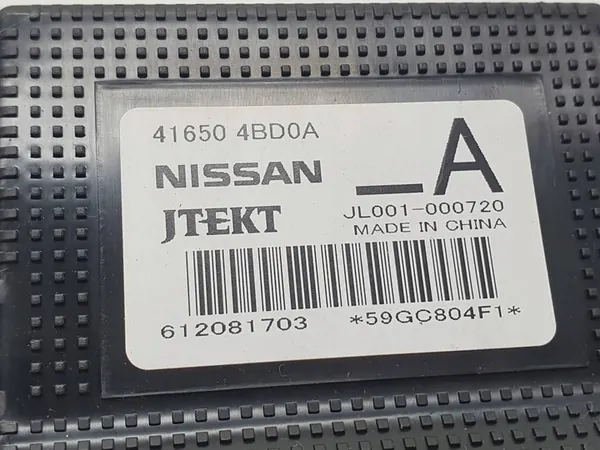 41650 4BD0A
NISSAN _A
JTEKT JL001-000720
MADE IN CHINA
612081703 *59GC804F1*